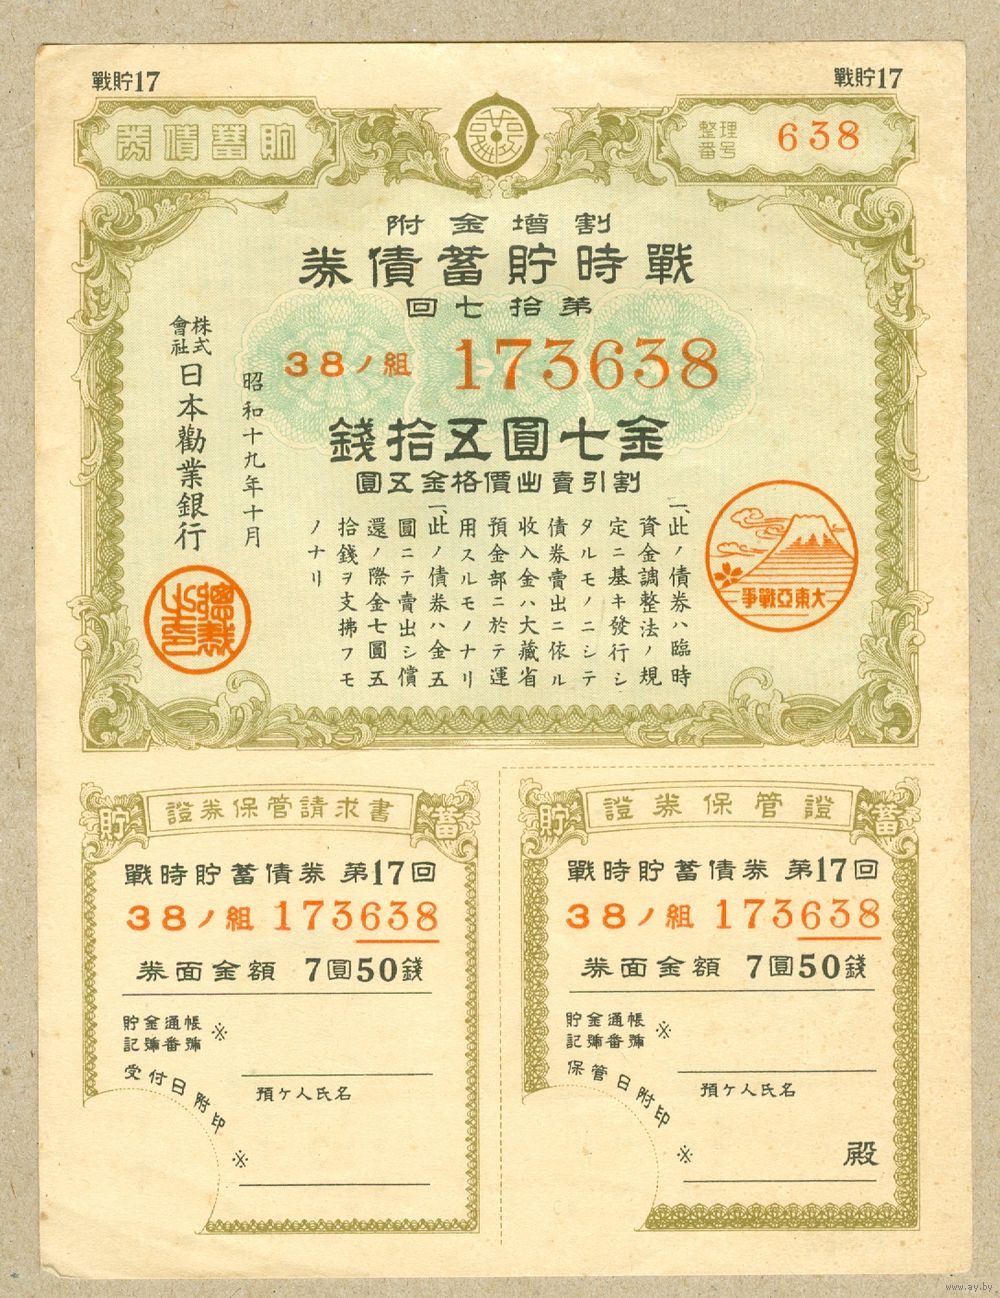 戰貯17
戰貯17
貯蓄債券
整理番号
638
割增金附
戰時貯蓄債券
第拾七回
38ノ組 173638
金七圓五拾錢
割引賣出價格金五圓
一、此ノ債券ハ臨時
資金調整法ノ規
定ニ基キ發行シ
タルモノニシテ
債券賣出ニ依ル
收入金ハ大藏省
預金部ニ於テ運
用スルモノナリ
一、此ノ債券ハ金五
圓ニテ賣出シ償
還ノ際金七圓五
拾錢ヲ支拂フモ
ノナリ
昭和十九年十月
株式會社日本勸業銀行
大東亞戰爭
證券保管請求書
貯
蓄
戰時貯蓄債券 第17回
38ノ組 173638
券面金額 7圓50錢
貯金通帳
記號番號 ※
受付日附印 ※
預ケ人氏名
證券保管證
貯
蓄
戰時貯蓄債券 第17回
38ノ組 173638
券面金額 7圓50錢
貯金通帳
記號番號 ※
保管日附印 ※
預ケ人氏名
殿
www.ay.by